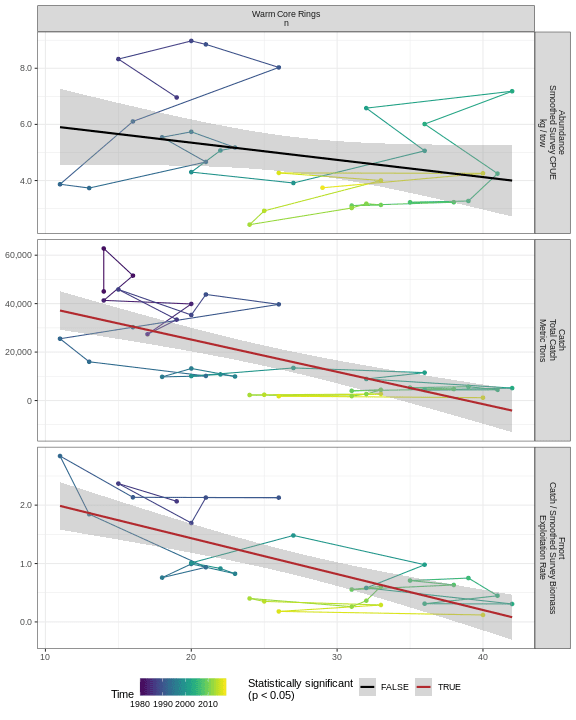 Warm Core Rings
n
8.0
6.0
4.0
Abundance
Smoothed Survey CPUE
kg / tow
60,000
40,000
20,000
0
Catch
Total Catch
Metric Tons
2.0
1.0
0.0
Fmort
Catch / Smoothed Survey Biomass
Exploitation Rate
10 20 30 40
Time
1980 1990 2000 2010
Statistically significant
(p < 0.05)
FALSE TRUE